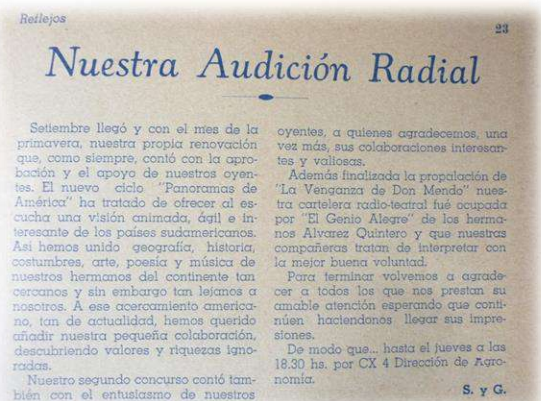 Reflejos
23
Nuestra Audición Radial
Setiembre llegó y con el mes de la
primavera, nuestra propia renovación
que, como siempre, contó con la apro-
bación y el apoyo de nuestros oyen-
tes. El nuevo ciclo "Panoramas de
América" ha tratado de ofrecer al es-
cucha una visión animada, ágil e in-
teresante de los países sudamericanos.
Asi hemos unido geografía, historia,
costumbres, arte, poesía y música de
nuestros hermanos del continente tan
cercanos y sin embargo tan lejanos a
nosotros. A ese acercamiento america-
no, tan de actualidad, hemos querido
añadir nuestra pequeña colaboración,
descubriendo valores y riquezas igno-
radas.
Nuestro segundo concurso contó tam-
bién con el entusiasmo de nuestros
oyentes, a quienes agradecemos, una
vez más, sus colaboraciones interesan-
tes y valiosas.
Además finalizada la propalación de
"La Venganza de Don Mendo" nues-
tra cartelera radio-teatral fué ocupada
por "El Genio Alegre" de los herma-
nos Alvarez Quintero y que nuestras
compañeras tratan de interpretar con
la mejor buena voluntad.
Para terminar volvemos a agrade-
cer a todos los que nos prestan su
amable atención esperando que conti-
núen haciendonos llegar sus impre-
siones.
De modo que... hasta el jueves a las
18.30 hs. por CX 4 Dirección de Agro-
nomía.
S. y G.